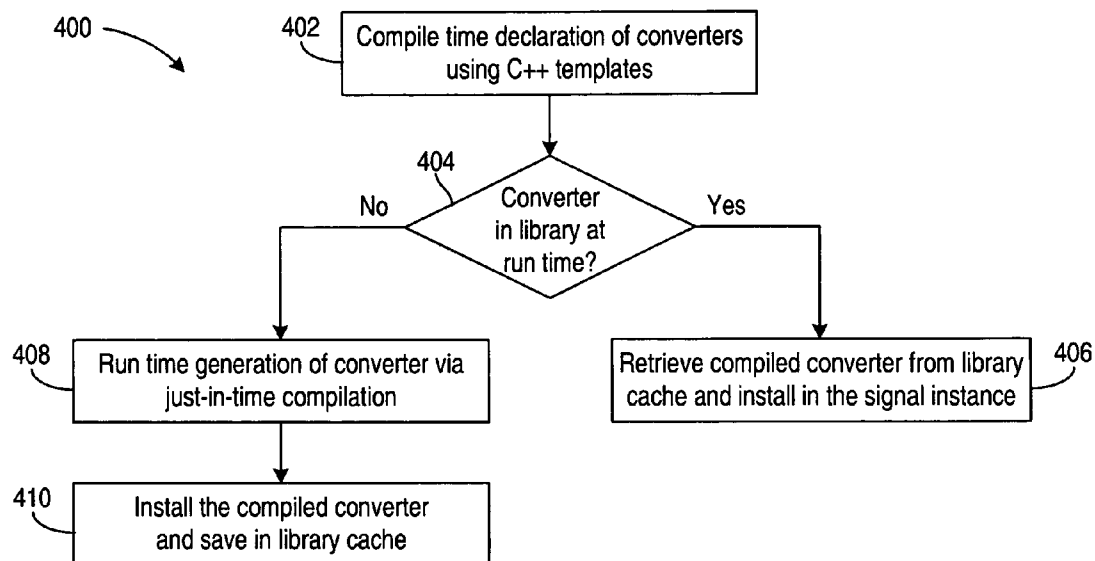 400
402
Compile time declaration of converters
using C++ templates
404
Converter
in library at
run time?
No
Yes
408
Run time generation of converter via
just-in-time compilation
Retrieve compiled converter from library
cache and install in the signal instance
406
410
Install the compiled converter
and save in library cache